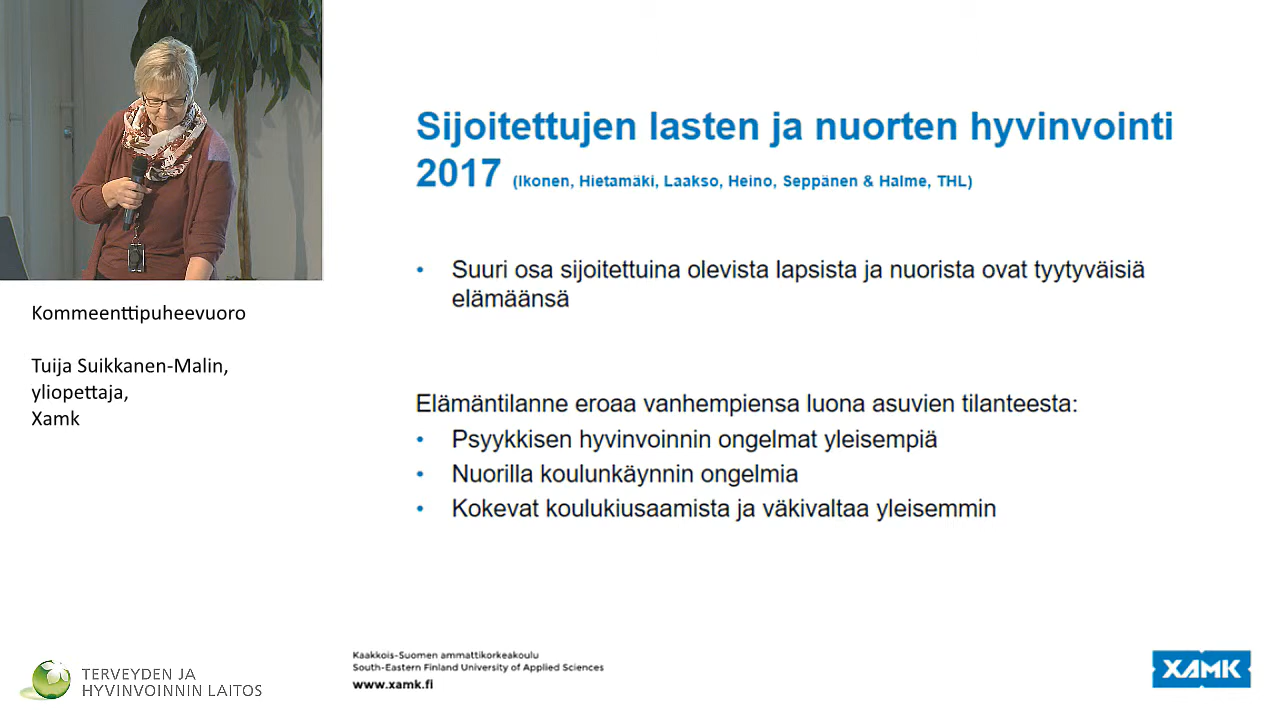 Sijoitettujen lasten ja nuorten hyvinvointi
2017 (Ikonen, Hietamäki, Laakso, Heino, Seppänen & Halme, THL)
• Suuri osa sijoitettuina olevista lapsista ja nuorista ovat tyytyväisiä
elämäänsä
Elämäntilanne eroaa vanhempiensa luona asuvien tilanteesta:
• Psyykkisen hyvinvoinnin ongelmat yleisempiä
• Nuorilla koulunkäynnin ongelmia
• Kokevat koulukiusaamista ja väkivaltaa yleisemmin
Kommeenttipuheevuoro
Tuija Suikkanen-Malin,
yliopettaja,
Xamk
TERVEYDEN JA
HYVINVOINNIN LAITOS
Kaakkois-Suomen ammattikorkeakoulu
South-Eastern Finland University of Applied Sciences
www.xamk.fi
XAMK